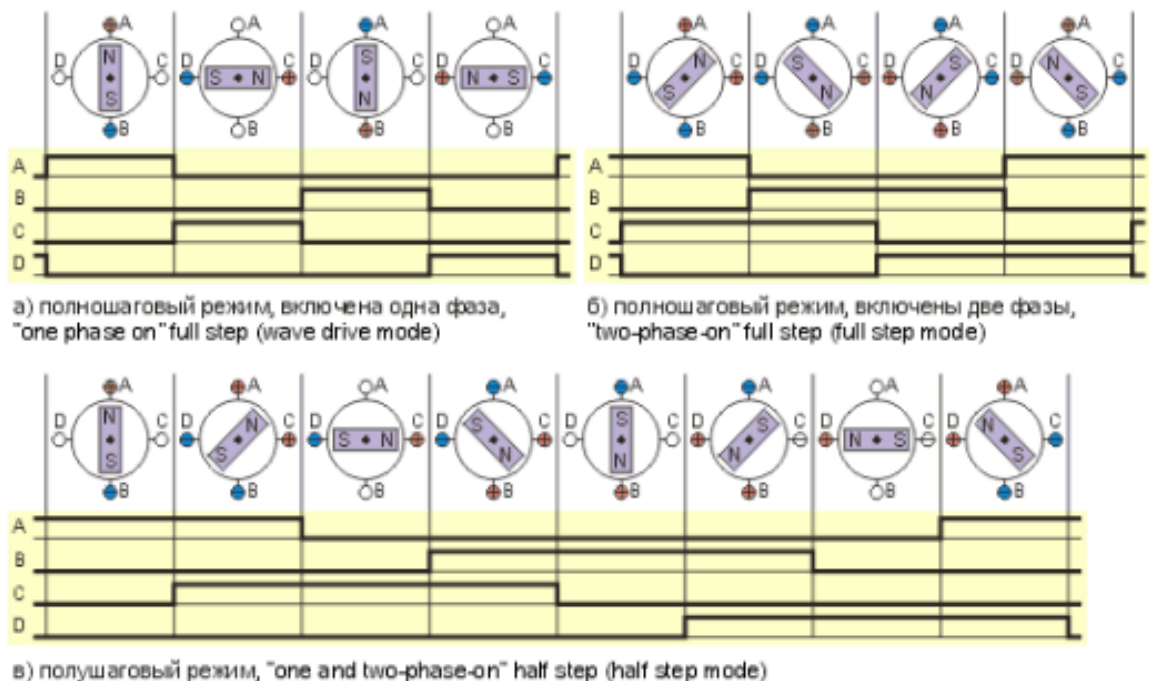 A A A A
D C D C D C D C
N S N S N S N S
B B B B
A
B
C
D
а) полношаговый режим, включена одна фаза,
"one phase on" full step (wave drive mode)
A A A A
D C D C D C D C
N S S N S N N S
B B B B
A
B
C
D
б) полношаговый режим, включены две фазы,
"two-phase-on" full step (full step mode)
A A A A A A A A
D C D C D C D C D C D C D C D C
N S N S S N S N S N S N N S N S
B B B B B B B B
A
B
C
D
в) полушаговый режим, "one and two-phase-on" half step (half step mode)